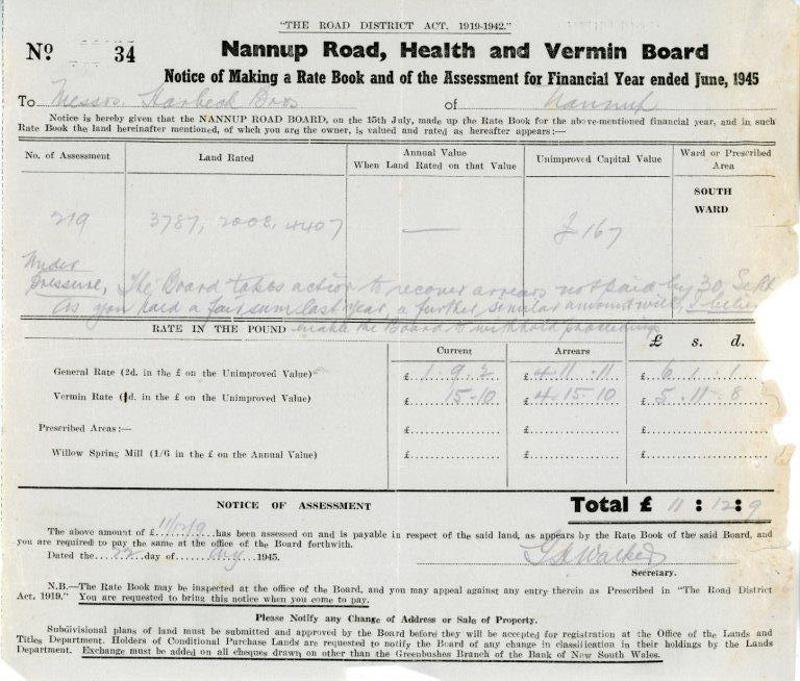 "THE ROAD DISTRICT ACT, 1919-1942."
No. 34
Nannup Road, Health and Vermin Board
Notice of Making a Rate Book and of the Assessment for Financial Year ended June, 1945
To Messrs. Harbeck Bros of Nannup
Notice is hereby given that the NANNUP ROAD BOARD, on the 15th July, made up the Rate Book for the above-mentioned financial year, and in such
Rate Book the land hereinafter mentioned, of which you are the owner, is valued and rated as hereafter appears:—
No. of Assessment Land Rated Annual Value When Land Rated on that Value Unimproved Capital Value Ward or Prescribed Area
SOUTH
WARD
219 3787, 2008, 4407 — £167
Under
pressure, The Board takes action to recover arrears not paid by 30 Sept
As you paid a fair sum last year, a further similar amount will, I believe
enable the Board to withhold proceedings
RATE IN THE POUND
Current Arrears £ s. d.
General Rate (2d. in the £ on the Unimproved Value) £ 1 . 9 . 2 £ 4 . 11 . 11 £ 6 . 1 . 1
Vermin Rate (d. in the £ on the Unimproved Value) £ 15-10 £ 4 . 15 . 10 £ 5 . 11 . 8
Prescribed Areas:— £ £ £
Willow Spring Mill (1/6 in the £ on the Annual Value) £ £ £
NOTICE OF ASSESSMENT Total £ 11 : 12 : 9
The above amount of £ 11/12/9 has been assessed on and is payable in respect of the said land, as appears by the Rate Book of the said Board, and
you are required to pay the same at the office of the Board forthwith.
Dated the 22 day of 1945.
Secretary.
N.B.—The Rate Book may be inspected at the office of the Board, and you may appeal against any entry therein as Prescribed in "The Road District
Act. 1919." You are requested to bring this notice when you come to pay.
Please Notify any Change of Address or Sale of Property.
Subdivisional plans of land must be submitted and approved by the Board before they will be accepted for registration at the Office of the Lands and
Titles Department. Holders of Conditional Purchase Lands are requested to notify the Board of any change in classification in their holdings by the Lands
Department. Exchange must be added on all cheques drawn on other than the Greenbushes Branch of the Bank of New South Wales.